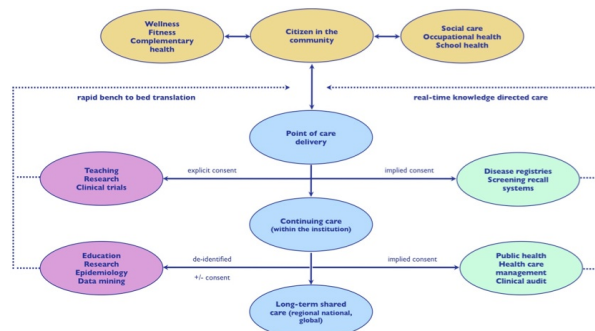 Wellness
Fitness
Complementary
health
Citizen in the
community
Social care
Occupational health
School health
rapid bench to bed translation
real-time knowledge directed care
Point of care
delivery
Teaching
Research
Clinical trials
explicit consent
implied consent
Disease registries
Screening recall
systems
Continuing care
(within the institution)
Education
Research
Epidemiology
Data mining
de-identified
+/- consent
implied consent
Public health
Health care
management
Clinical audit
Long-term shared
care (regional national,
global)